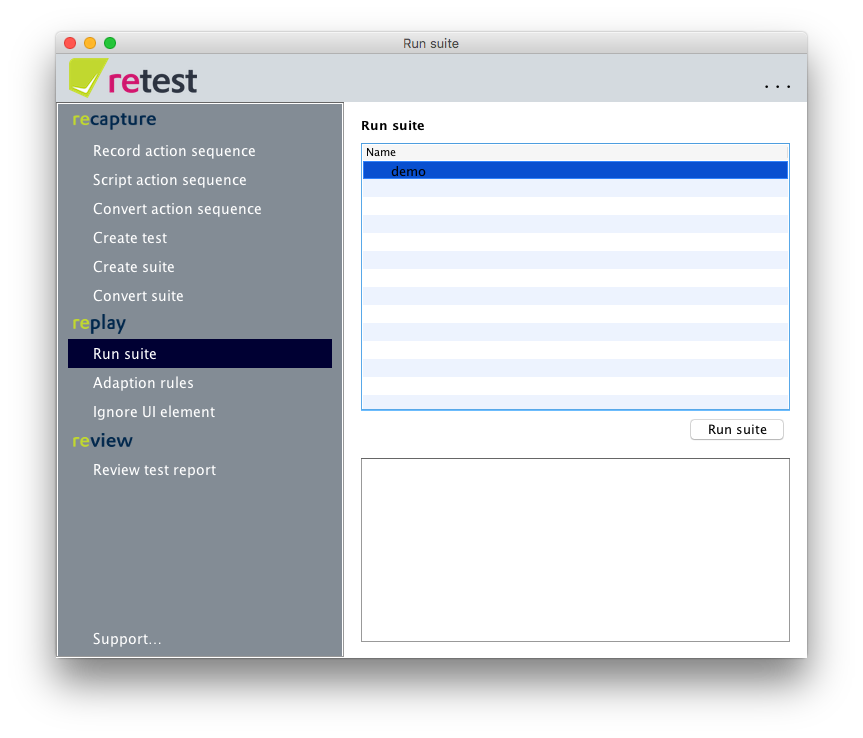 Run suite
retest
...
recapture
Record action sequence
Script action sequence
Convert action sequence
Create test
Create suite
Convert suite
replay
Run suite
Adaption rules
Ignore UI element
review
Review test report
Support...
Run suite
Name
demo
Run suite